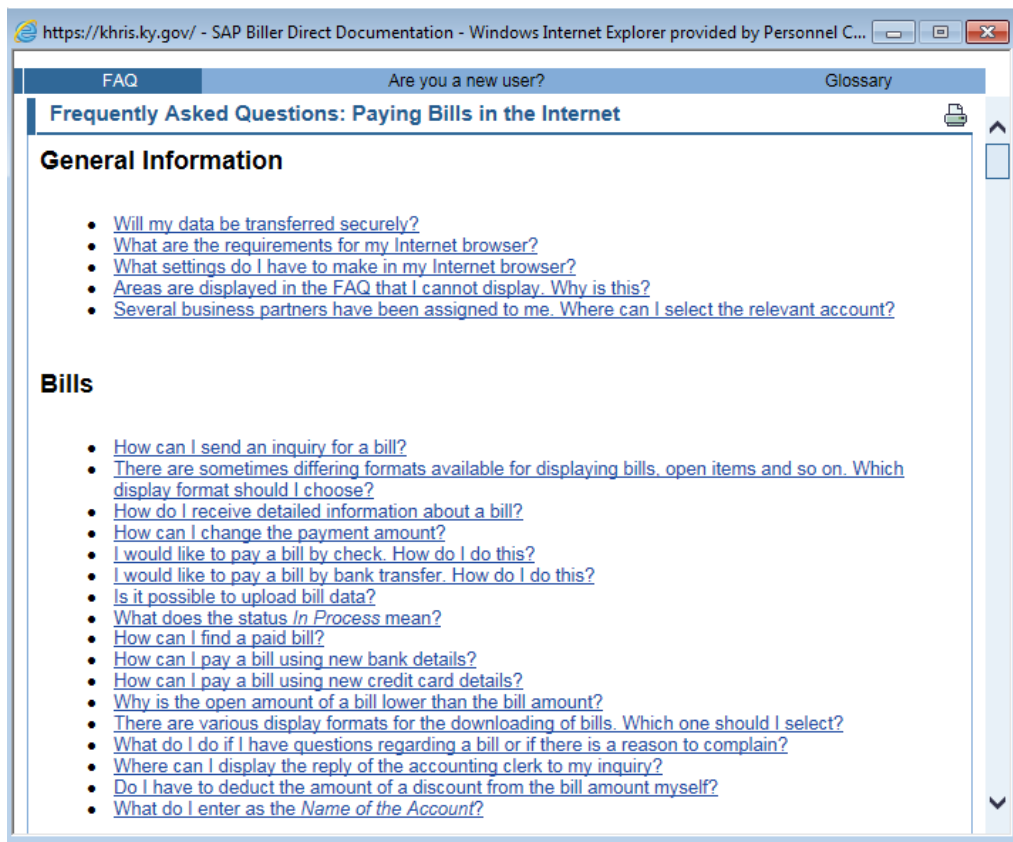 https://khris.ky.gov/ - SAP Biller Direct Documentation - Windows Internet Explorer provided by Personnel C...
FAQ Are you a new user? Glossary
Frequently Asked Questions: Paying Bills in the Internet
General Information
• Will my data be transferred securely?
• What are the requirements for my Internet browser?
• What settings do I have to make in my Internet browser?
• Areas are displayed in the FAQ that I cannot display. Why is this?
• Several business partners have been assigned to me. Where can I select the relevant account?
Bills
• How can I send an inquiry for a bill?
• There are sometimes differing formats available for displaying bills, open items and so on. Which
display format should I choose?
• How do I receive detailed information about a bill?
• How can I change the payment amount?
• I would like to pay a bill by check. How do I do this?
• I would like to pay a bill by bank transfer. How do I do this?
• Is it possible to upload bill data?
• What does the status In Process mean?
• How can I find a paid bill?
• How can I pay a bill using new bank details?
• How can I pay a bill using new credit card details?
• Why is the open amount of a bill lower than the bill amount?
• There are various display formats for the downloading of bills. Which one should I select?
• What do I do if I have questions regarding a bill or if there is a reason to complain?
• Where can I display the reply of the accounting clerk to my inquiry?
• Do I have to deduct the amount of a discount from the bill amount myself?
• What do I enter as the Name of the Account?